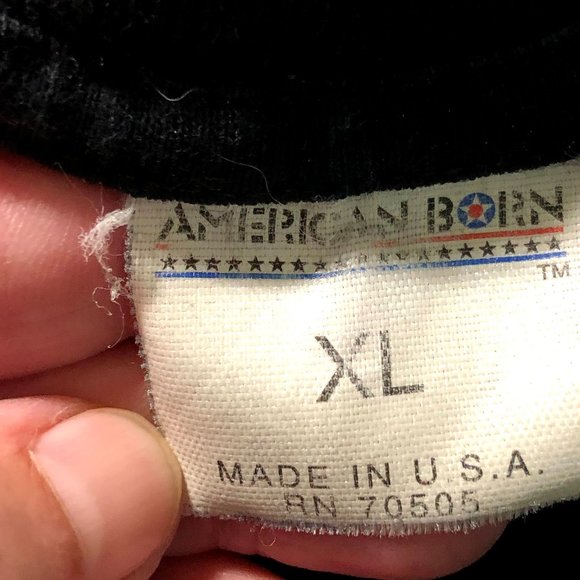 AMERICAN BORN
TM
XL
MADE IN U.S.A.
RN 70505